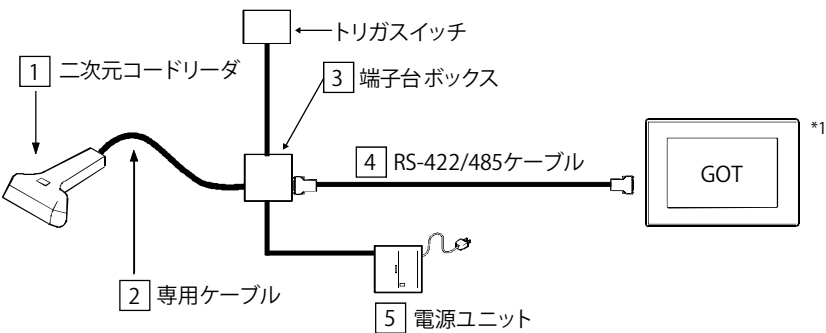 トリガスイッチ
1 二次元コードリーダ
3 端子台ボックス
*1
4 RS-422/485ケーブル
GOT
2 専用ケーブル
5 電源ユニット